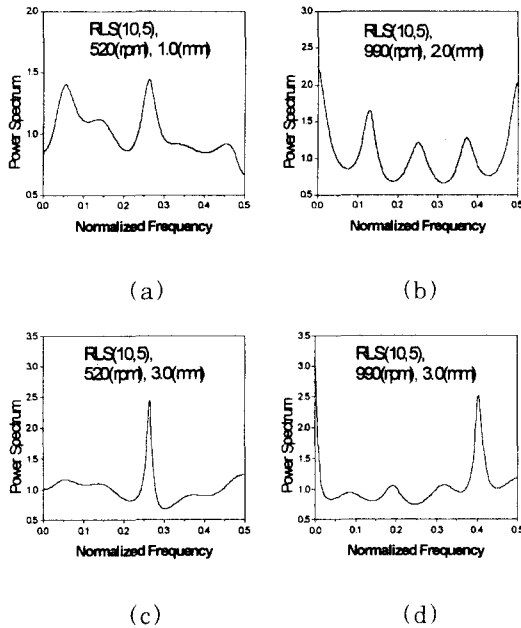 2.0
1.5
1.0
0.5
Power Spectrum
RLS(10,5),
520(rpm), 1.0(mm)
0.0 0.1 0.2 0.3 0.4 0.5
Normalized Frequency
(a)
3.0
2.5
2.0
1.5
1.0
0.5
Power Spectrum
RLS(10,5),
990(rpm), 2.0(mm)
0.0 0.1 0.2 0.3 0.4 0.5
Normalized Frequency
(b)
3.5
3.0
2.5
2.0
1.5
1.0
0.5
Power Spectrum
RLS(10,5),
520(rpm), 3.0(mm)
0.0 0.1 0.2 0.3 0.4 0.5
Normalized Frequency
(c)
3.5
3.0
2.5
2.0
1.5
1.0
0.5
Power Spectrum
RLS(10,5),
990(rpm), 3.0(mm)
0.0 0.1 0.2 0.3 0.4 0.5
Normalized Frequency
(d)